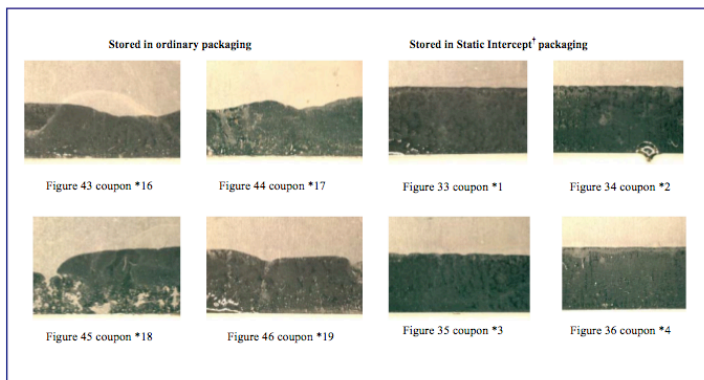 Stored in ordinary packaging
Stored in Static Intercept† packaging
Figure 43 coupon *16
Figure 44 coupon *17
Figure 33 coupon *1
Figure 34 coupon *2
Figure 45 coupon *18
Figure 46 coupon *19
Figure 35 coupon *3
Figure 36 coupon *4